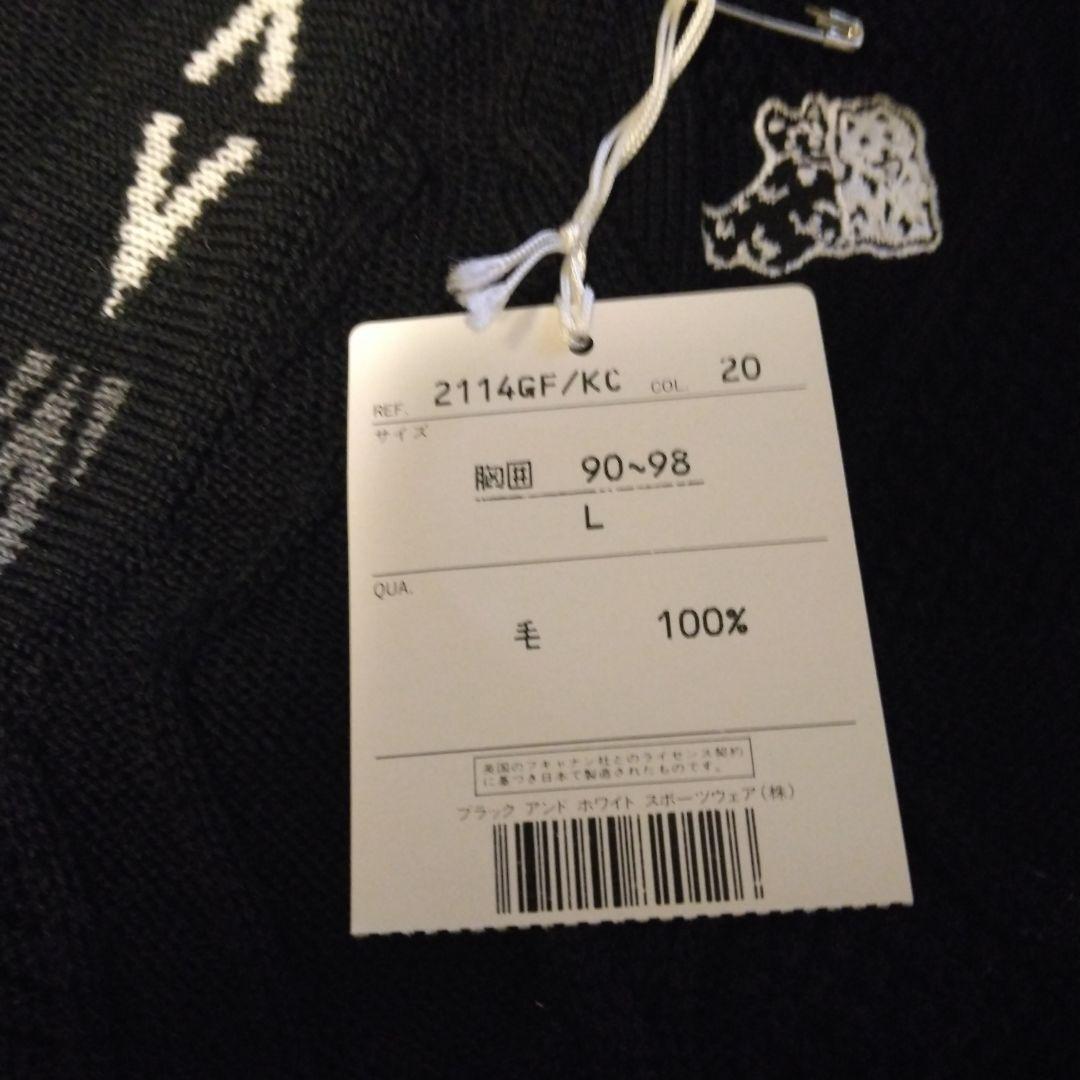 REF. 2114GF/KC COL. 20
サイズ
胸囲 90~98
L
QUA.
毛 100%
英国のブキャナン社とのライセンス契約
に基づき日本で製造されたものです。
ブラック アンド ホワイト スポーツウェア(株)